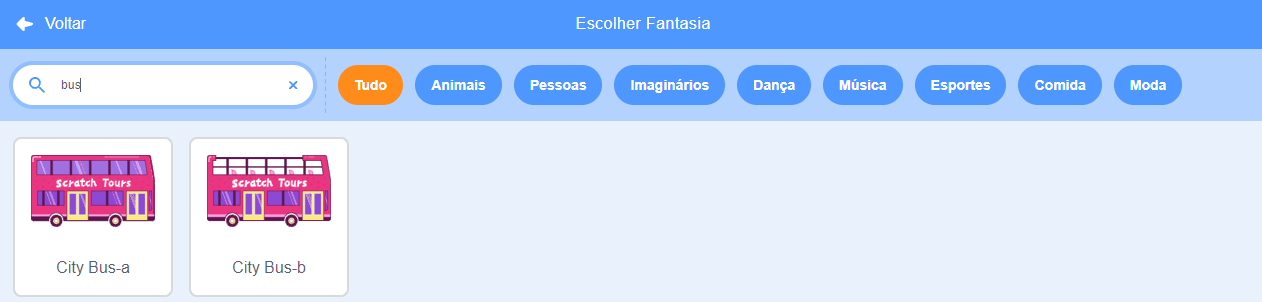 Voltar
Escolher Fantasia
bus
Tudo
Animais
Pessoas
Imaginários
Dança
Música
Esportes
Comida
Moda
Scratch Tours
Scratch Tours
City Bus-a
City Bus-b